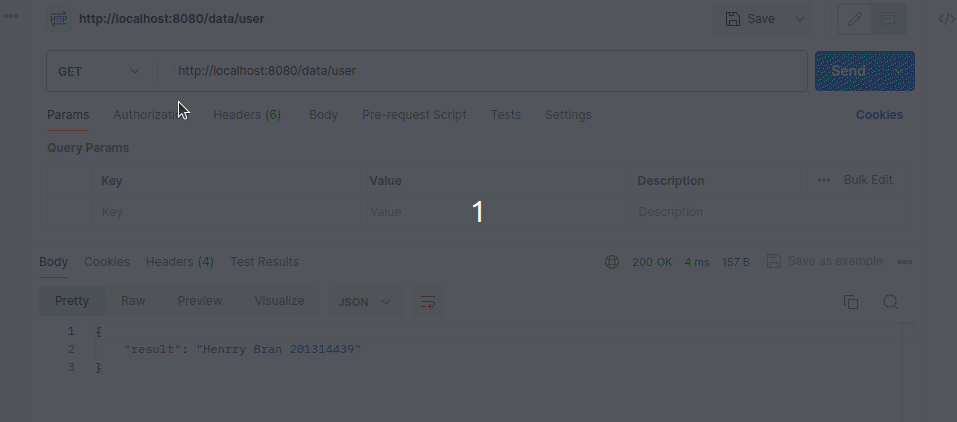 HTTP http://localhost:8080/data/user Save
GET http://localhost:8080/data/user Send
Params Authorizati Headers (6) Body Pre-request Script Tests Settings Cookies
Query Params
Key Value Description Bulk Edit
Key Value Description
1
Body Cookies Headers (4) Test Results 200 OK 4 ms 157 B Save as example
Pretty Raw Preview Visualize JSON
1 {
2 "result": "Henrry Bran 201314439"
3 }